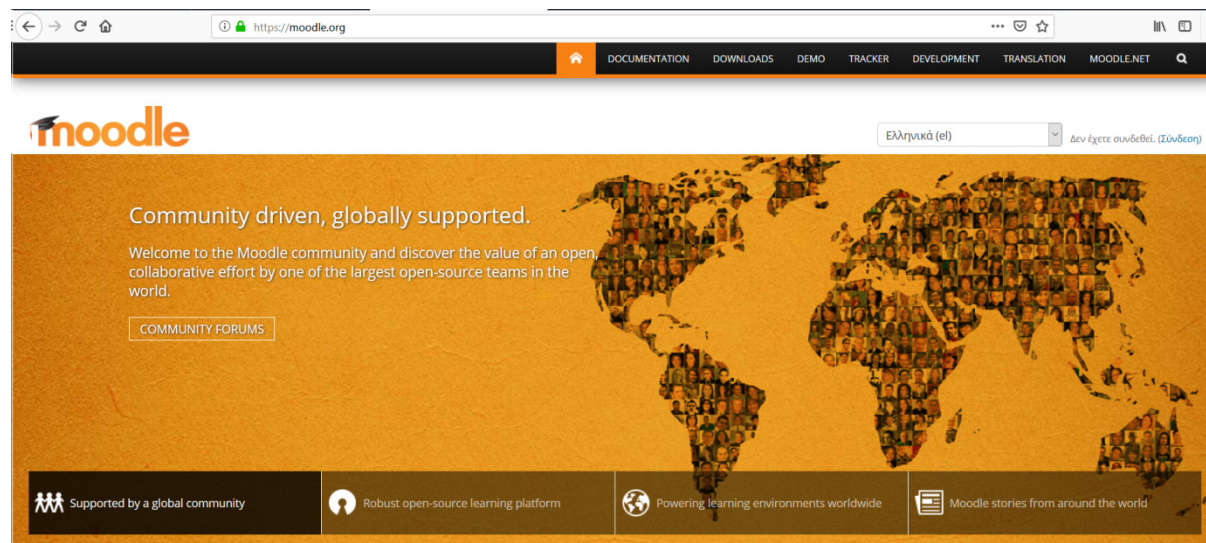 https://moodle.org
DOCUMENTATION DOWNLOADS DEMO TRACKER DEVELOPMENT TRANSLATION MOODLE.NET
moodle
Ελληνικά (el)
Δεν έχετε συνδεθεί. (Σύνδεση)
Community driven, globally supported.
Welcome to the Moodle community and discover the value of an open,
collaborative effort by one of the largest open-source teams in the
world.
COMMUNITY FORUMS
Supported by a global community
Robust open-source learning platform
Powering learning environments worldwide
Moodle stories from around the world